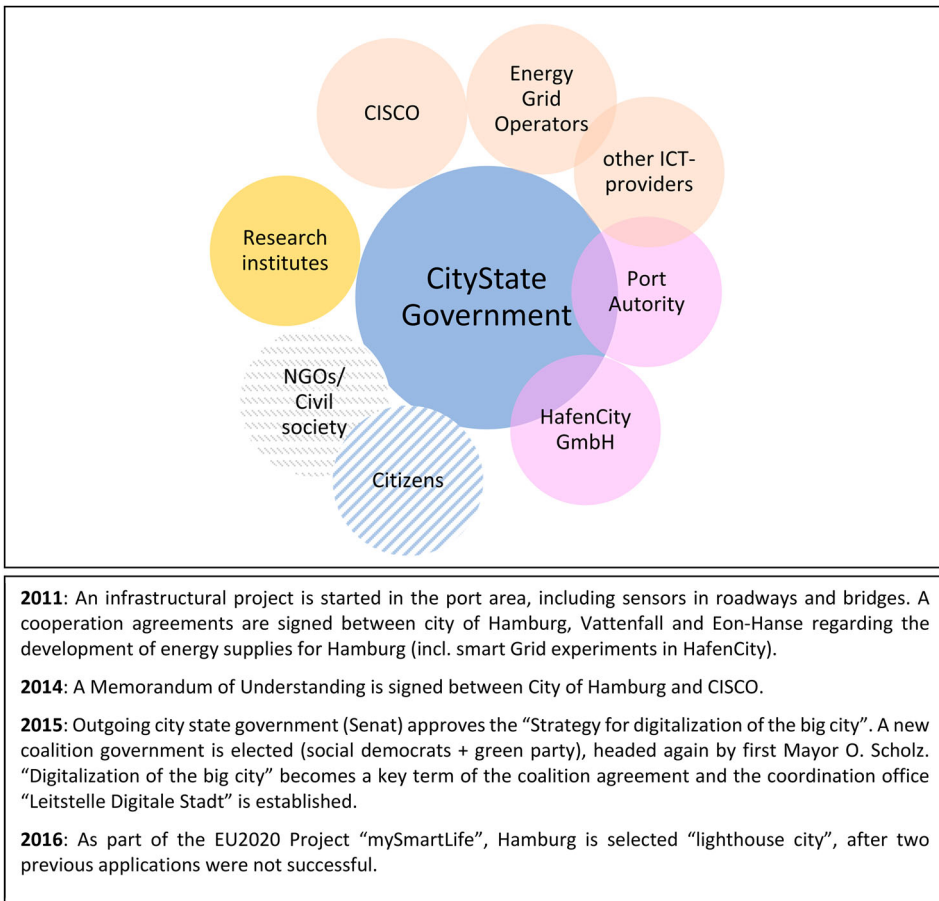 CISCO
Energy
Grid
Operators
other ICT-
providers
Research
institutes
CityState
Government
Port
Autority
NGOs/
Civil
society
HafenCity
GmbH
Citizens
2011: An infrastructural project is started in the port area, including sensors in roadways and bridges. A
cooperation agreements are signed between city of Hamburg, Vattenfall and Eon-Hanse regarding the
development of energy supplies for Hamburg (incl. smart Grid experiments in HafenCity).
2014: A Memorandum of Understanding is signed between City of Hamburg and CISCO.
2015: Outgoing city state government (Senat) approves the “Strategy for digitalization of the big city”. A new
coalition government is elected (social democrats + green party), headed again by first Mayor O. Scholz.
“Digitalization of the big city” becomes a key term of the coalition agreement and the coordination office
“Leitstelle Digitale Stadt” is established.
2016: As part of the EU2020 Project “mySmartLife”, Hamburg is selected “lighthouse city”, after two
previous applications were not successful.